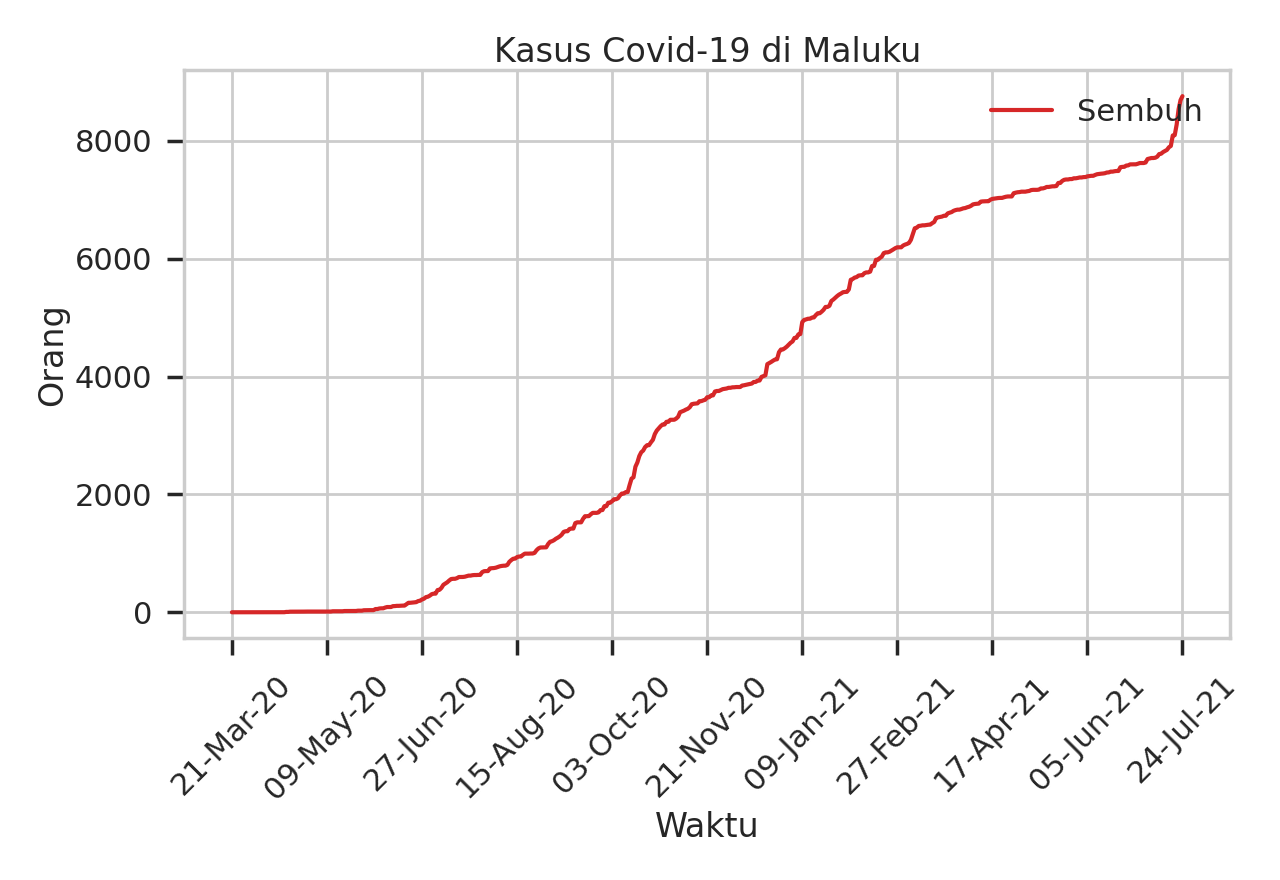 Kasus Covid-19 di Maluku
Sembuh
Orang
8000
6000
4000
2000
0
21-Mar-20
09-May-20
27-Jun-20
15-Aug-20
03-Oct-20
21-Nov-20
09-Jan-21
27-Feb-21
17-Apr-21
05-Jun-21
24-Jul-21
Waktu